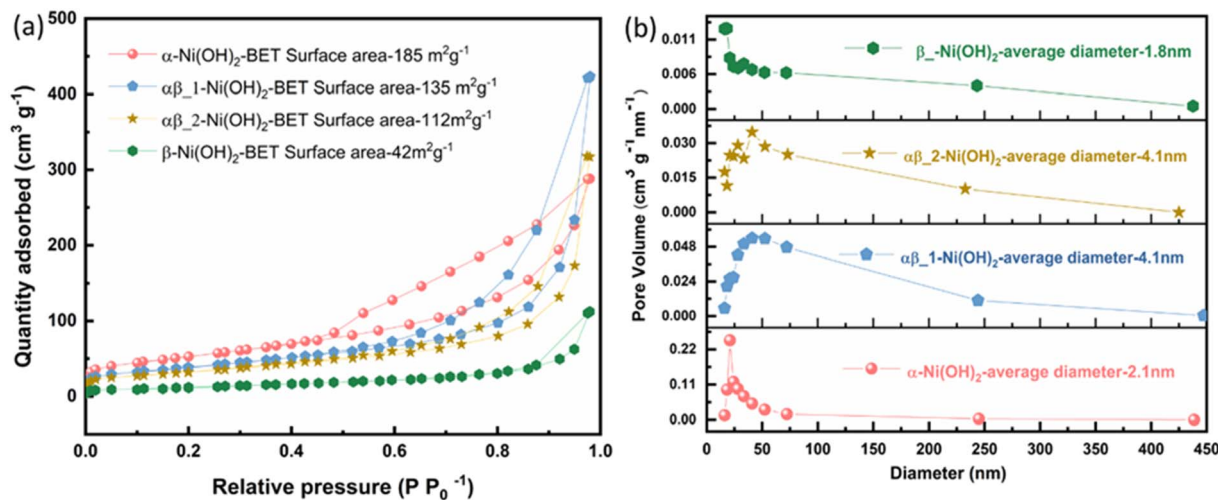 (a)
500
400
300
200
100
0
Quantity adsorbed (cm³ g⁻¹)
α-Ni(OH)₂-BET Surface area-185 m²g⁻¹
αβ_1-Ni(OH)₂-BET Surface area-135 m²g⁻¹
αβ_2-Ni(OH)₂-BET Surface area-112m²g⁻¹
β-Ni(OH)₂-BET Surface area-42m²g⁻¹
0.0 0.2 0.4 0.6 0.8 1.0
Relative pressure (P P₀ ⁻¹)
(b)
Pore Volume (cm³ g⁻¹nm⁻¹)
0.011
0.006
0.000
β_-Ni(OH)₂-average diameter-1.8nm
0.030
0.015
0.000
αβ_2-Ni(OH)₂-average diameter-4.1nm
0.048
0.024
0.000
αβ_1-Ni(OH)₂-average diameter-4.1nm
0.22
0.11
0.00
α-Ni(OH)₂-average diameter-2.1nm
0 50 100 150 200 250 300 350 400 450
Diameter (nm)